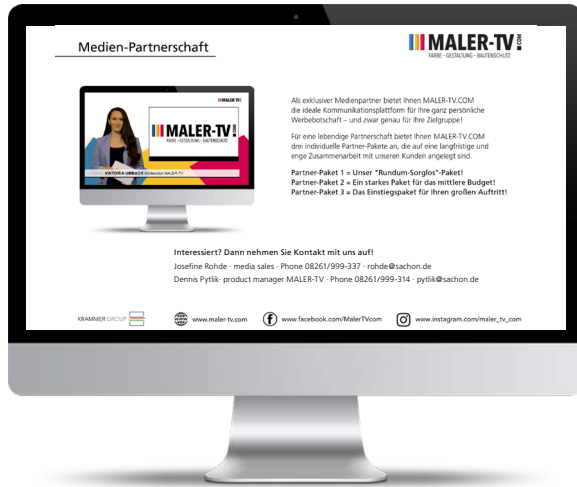 Medien-Partnerschaft
MALER-TV.COM
FARBE - GESTALTUNG - BAUTENSCHUTZ
MALER-TV
MALER-TV.COM
FARBE - GESTALTUNG - BAUTENSCHUTZ
VIKTORIA UMBACH Moderation MALER-TV
Als exklusiver Medienpartner bietet Ihnen MALER-TV.COM
die ideale Kommunikationsplattform für Ihre ganz persönliche
Werbebotschaft – und zwar genau für Ihre Zielgruppe!
Für eine lebendige Partnerschaft bietet Ihnen MALER-TV.COM
drei individuelle Partner-Pakete an, die auf eine langfristige und
enge Zusammenarbeit mit unseren Kunden angelegt sind.
Partner-Paket 1 = Unser "Rundum-Sorglos"-Paket!
Partner-Paket 2 = Ein starkes Paket für das mittlere Budget!
Partner-Paket 3 = Das Einstiegspaket für Ihren großen Auftritt!
Interessiert? Dann nehmen Sie Kontakt mit uns auf!
Josefine Rohde · media sales · Phone 08261/999-337 · rohde@sachon.de
Dennis Pytlik· product manager MALER-TV · Phone 08261/999-314 · pytlik@sachon.de
KRAMMER GROUP
www.maler-tv.com
www.facebook.com/MalerTVcom
www.instagram.com/maler_tv_com